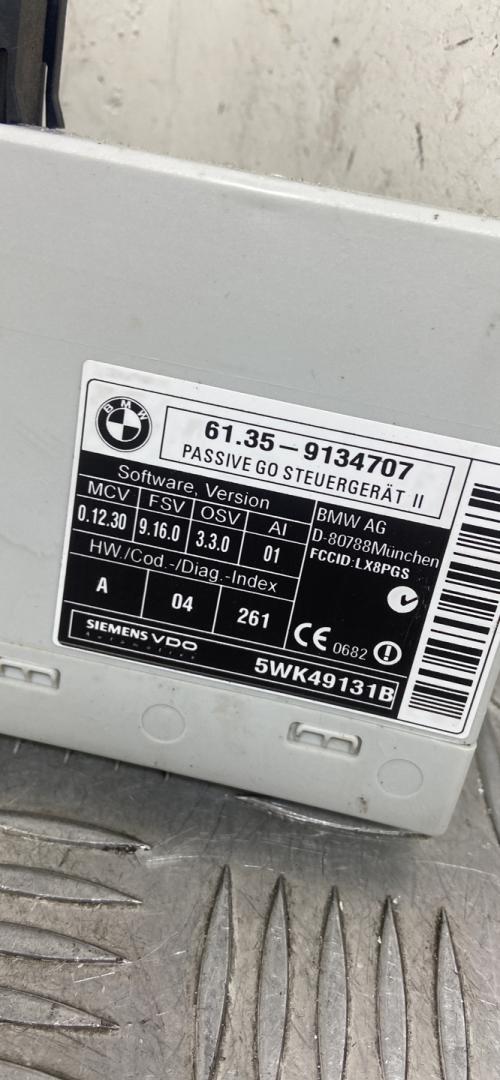 BMW
61.35-9134707
PASSIVE GO STEUERGERÄT II
Software, Version
MCV FSV OSV AI
0.12.30 9.16.0 3.3.0 01
HW./Cod.-/Diag.-Index
A 04 261
BMW AG
D-80788München
FCCID:LX8PGS
CE 0682
SIEMENS VDO
Automotive
5WK49131B